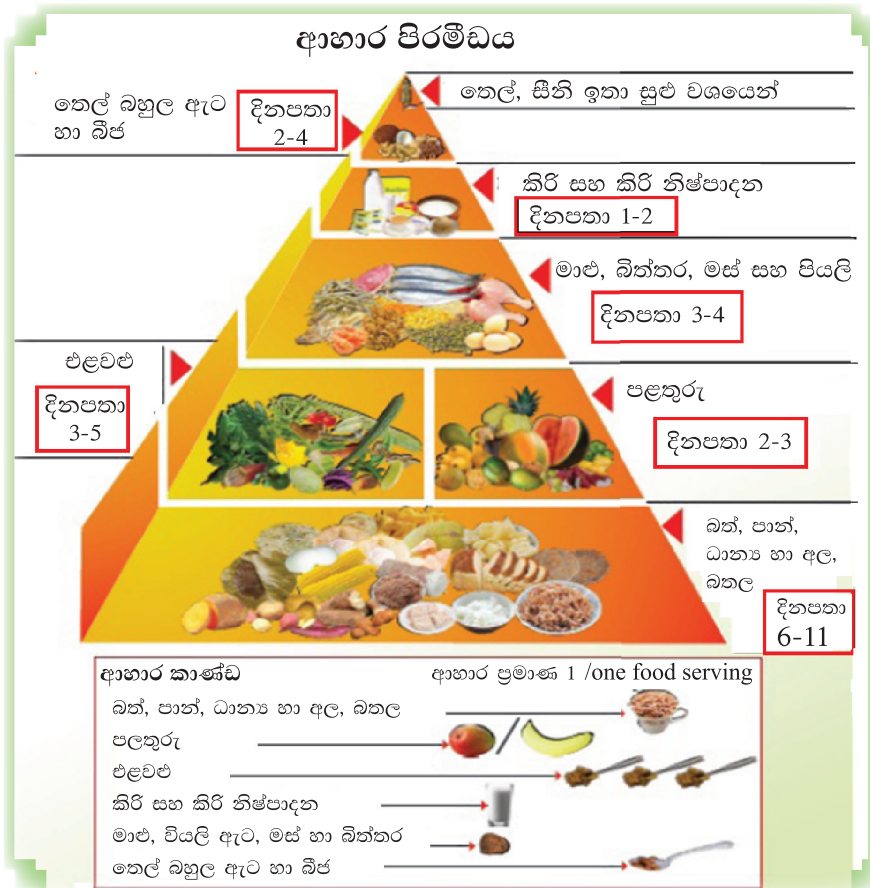 ආහාර පිරමීඩය
තෙල්, සීනි ඉතා සුළු වශයෙන්
තෙල් බහුල ඇට
හා බීජ
දිනපතා
2-4
කිරි සහ කිරි නිෂ්පාදන
දිනපතා 1-2
මාළු, බිත්තර, මස් සහ පියලි
දිනපතා 3-4
එළවළු
දිනපතා
3-5
පළතුරු
දිනපතා 2-3
බත්, පාන්,
ධාන්‍ය හා අල,
බතල
දිනපතා
6-11
ආහාර කාණ්ඩ
ආහාර ප්‍රමාණ 1 /one food serving
බත්, පාන්, ධාන්‍ය හා අල, බතල
පලතුරු
එළවළු
කිරි සහ කිරි නිෂ්පාදන
මාළු, වියලි ඇට, මස් හා බිත්තර
තෙල් බහුල ඇට හා බීජ